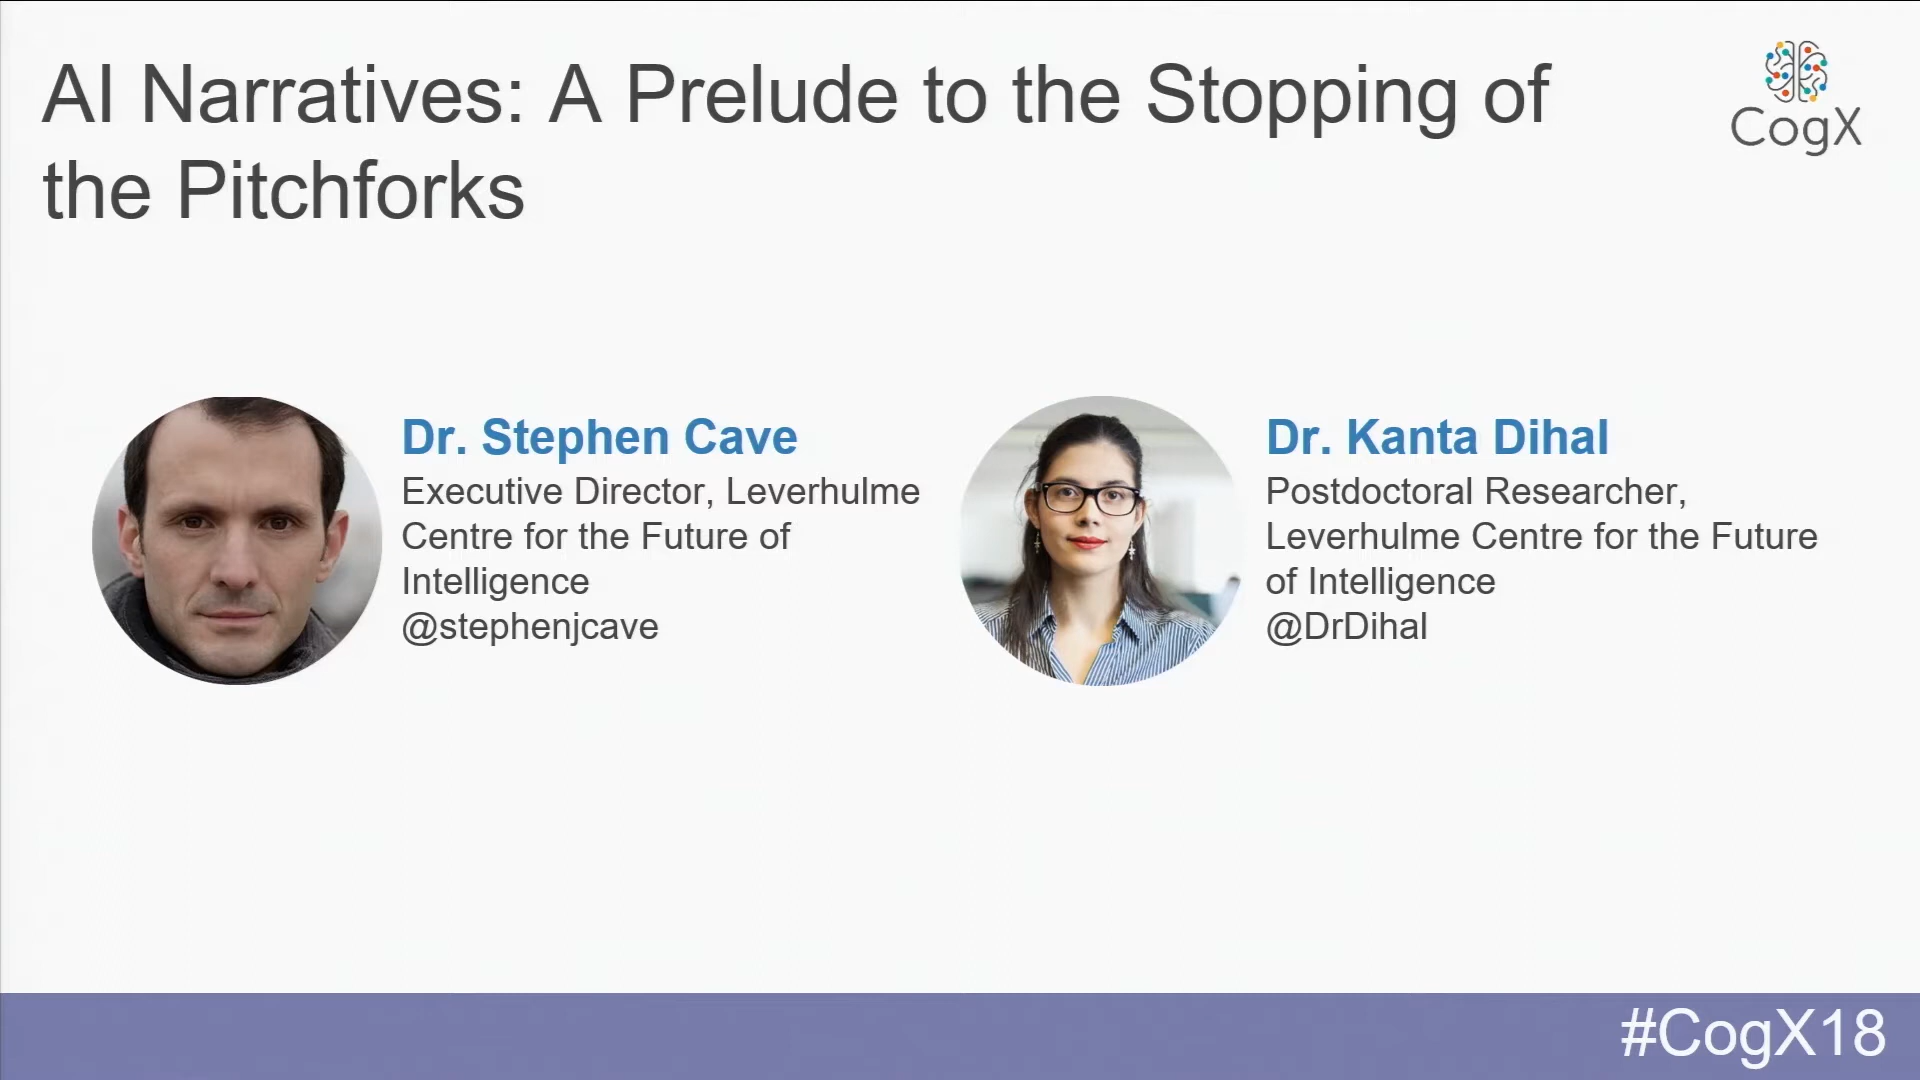 AI Narratives: A Prelude to the Stopping of
the Pitchforks
CogX
Dr. Stephen Cave
Executive Director, Leverhulme
Centre for the Future of
Intelligence
@stephenjcave
Dr. Kanta Dihal
Postdoctoral Researcher,
Leverhulme Centre for the Future
of Intelligence
@DrDihal
#CogX18